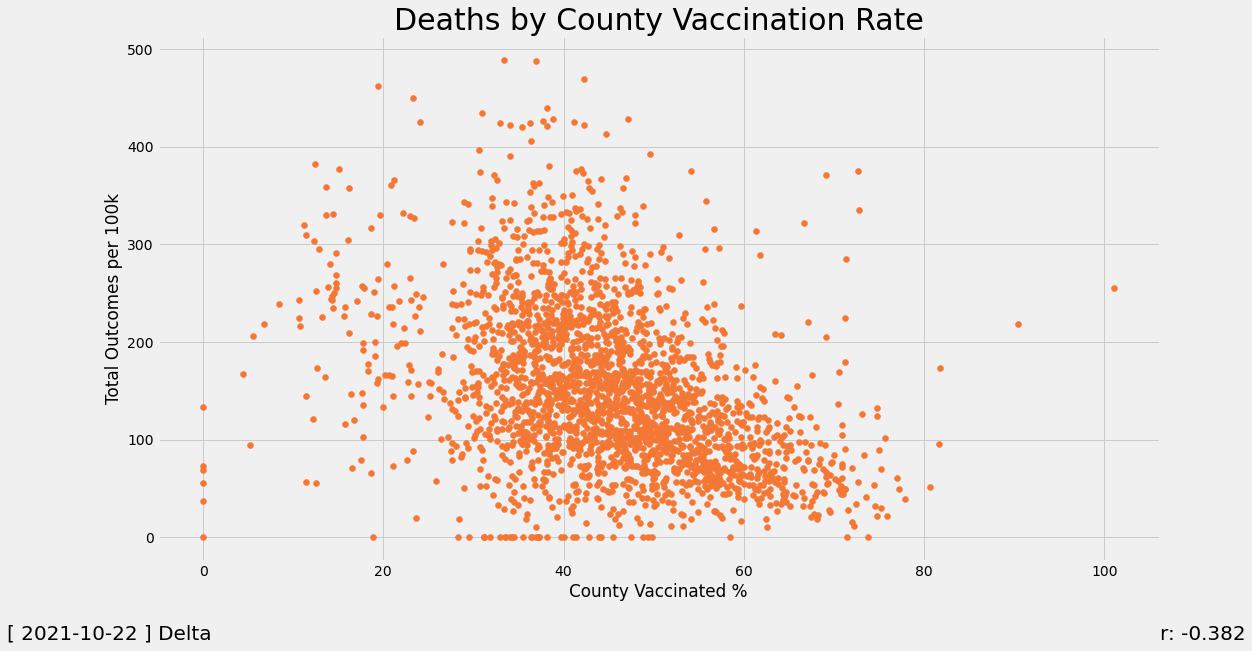 Deaths by County Vaccination Rate
Total Outcomes per 100k
500
400
300
200
100
0
0 20 40 60 80 100
County Vaccinated %
[ 2021-10-22 ] Delta
r: -0.382